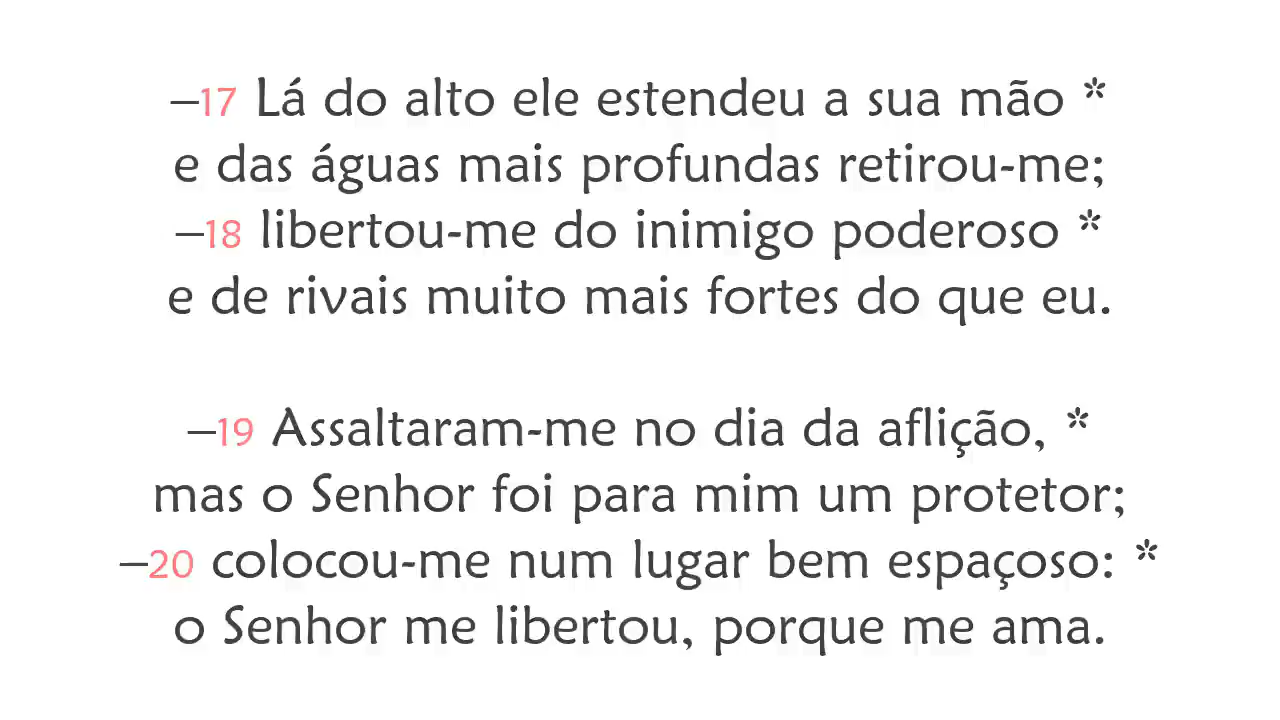 –17 Lá do alto ele estendeu a sua mão *
e das águas mais profundas retirou-me;
–18 libertou-me do inimigo poderoso *
e de rivais muito mais fortes do que eu.
–19 Assaltaram-me no dia da aflição, *
mas o Senhor foi para mim um protetor;
–20 colocou-me num lugar bem espaçoso: *
o Senhor me libertou, porque me ama.